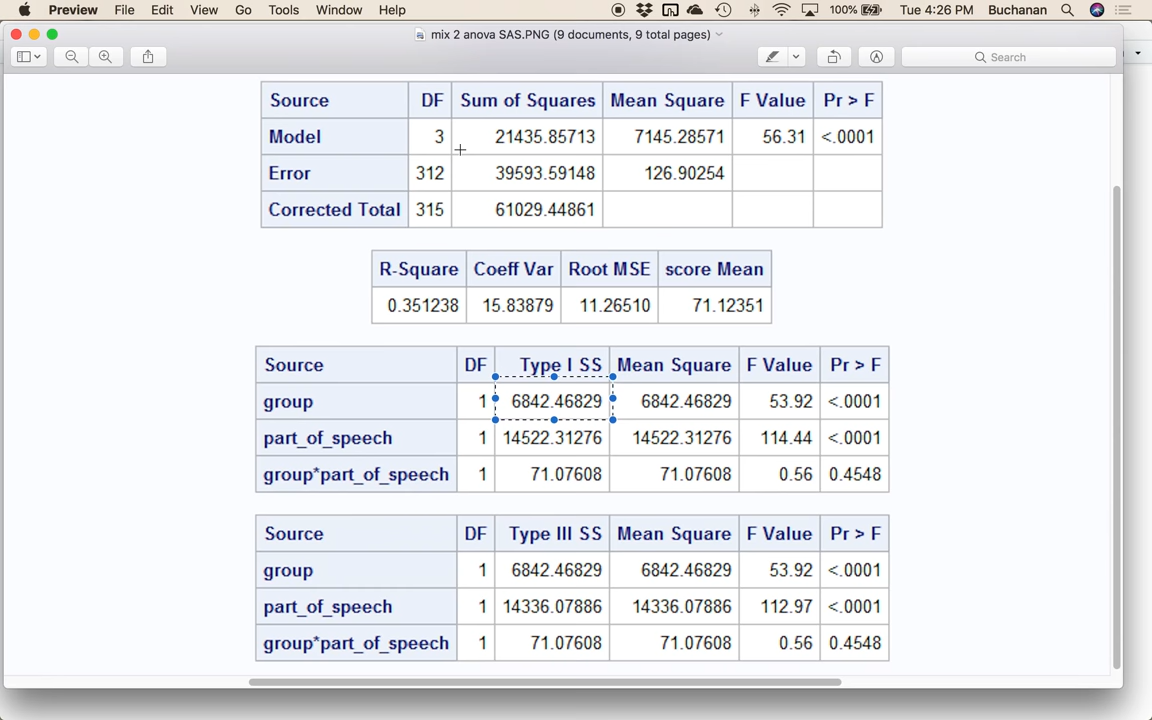 Preview File Edit View Go Tools Window Help 100% Tue 4:26 PM Buchanan
mix 2 anova SAS.PNG (9 documents, 9 total pages)
Search
Source DF Sum of Squares Mean Square F Value Pr > F
Model 3 21435.85713 7145.28571 56.31 <.0001
Error 312 39593.59148 126.90254
Corrected Total 315 61029.44861
R-Square Coeff Var Root MSE score Mean
0.351238 15.83879 11.26510 71.12351
Source DF Type I SS Mean Square F Value Pr > F
group 1 6842.46829 6842.46829 53.92 <.0001
part_of_speech 1 14522.31276 14522.31276 114.44 <.0001
group*part_of_speech 1 71.07608 71.07608 0.56 0.4548
Source DF Type III SS Mean Square F Value Pr > F
group 1 6842.46829 6842.46829 53.92 <.0001
part_of_speech 1 14336.07886 14336.07886 112.97 <.0001
group*part_of_speech 1 71.07608 71.07608 0.56 0.4548